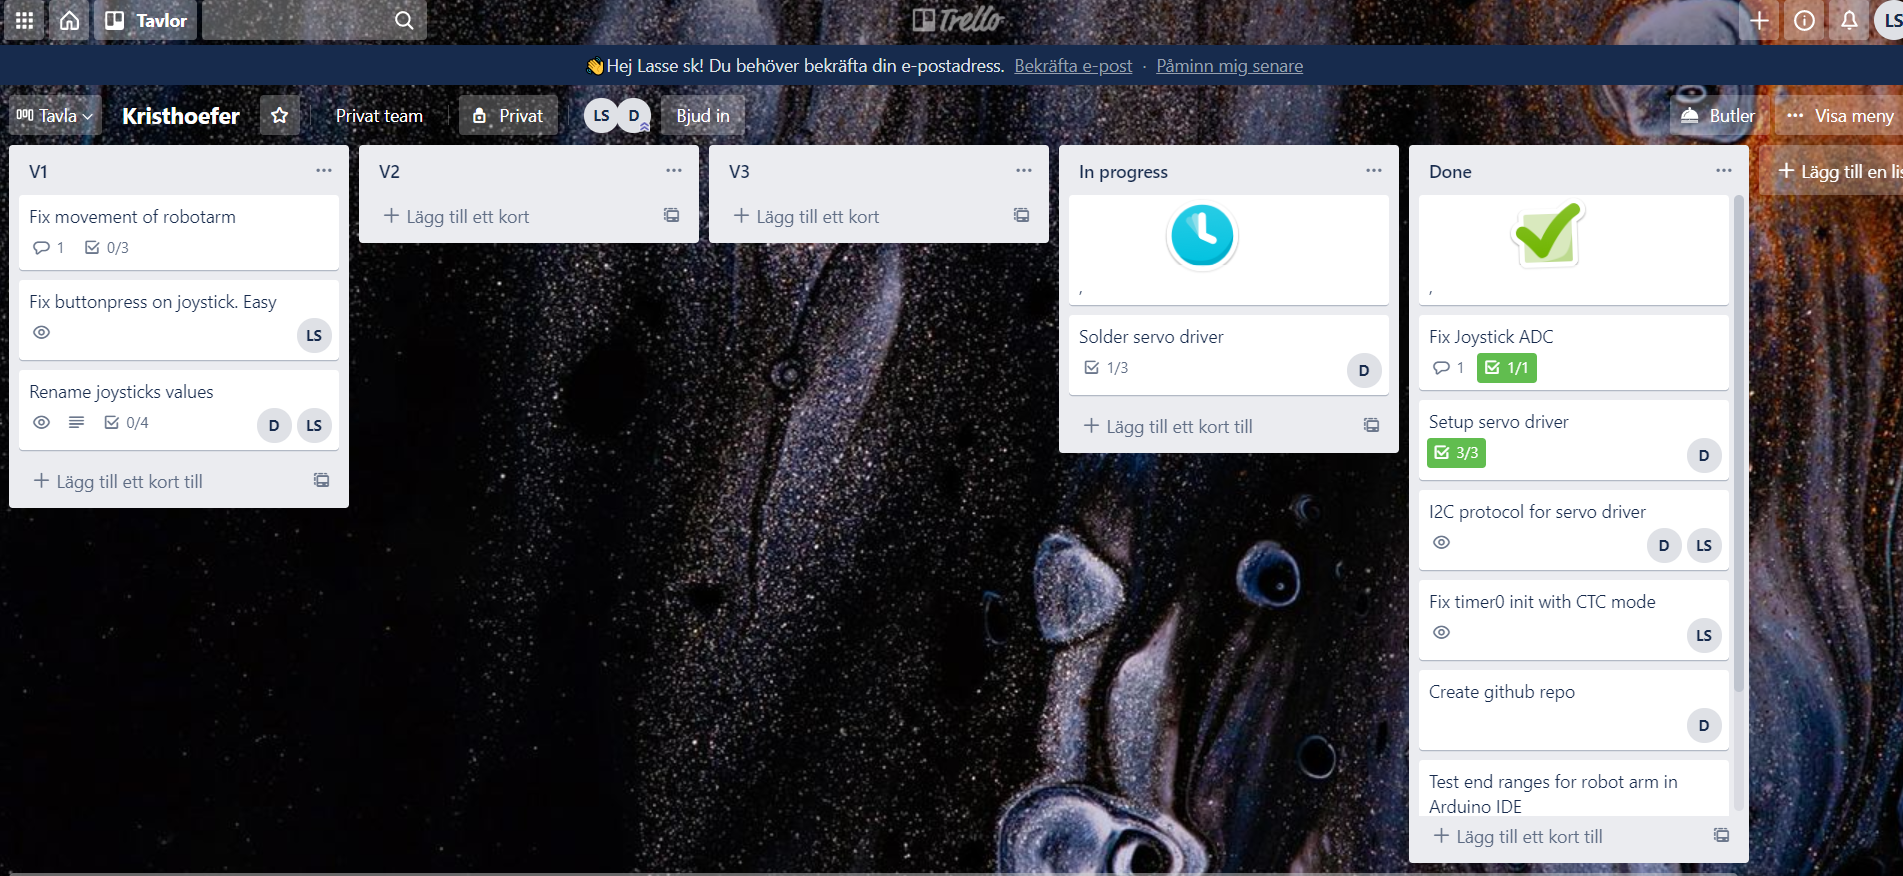 Tavlor
Trello
LS
👋Hej Lasse sk! Du behöver bekräfta din e-postadress. Bekräfta e-post · Påminn mig senare
Tavla
Kristhoefer
Privat team
Privat
LS
D
Bjud in
Butler
Visa meny
V1
Fix movement of robotarm
1
0/3
Fix buttonpress on joystick. Easy
LS
Rename joysticks values
0/4
D
LS
+ Lägg till ett kort till
V2
+ Lägg till ett kort
V3
+ Lägg till ett kort
In progress
,
Solder servo driver
1/3
D
+ Lägg till ett kort till
Done
,
Fix Joystick ADC
1
1/1
Setup servo driver
3/3
D
I2C protocol for servo driver
D
LS
Fix timer0 init with CTC mode
LS
Create github repo
D
Test end ranges for robot arm in
Arduino IDE
+ Lägg till ett kort till
+ Lägg till en lis